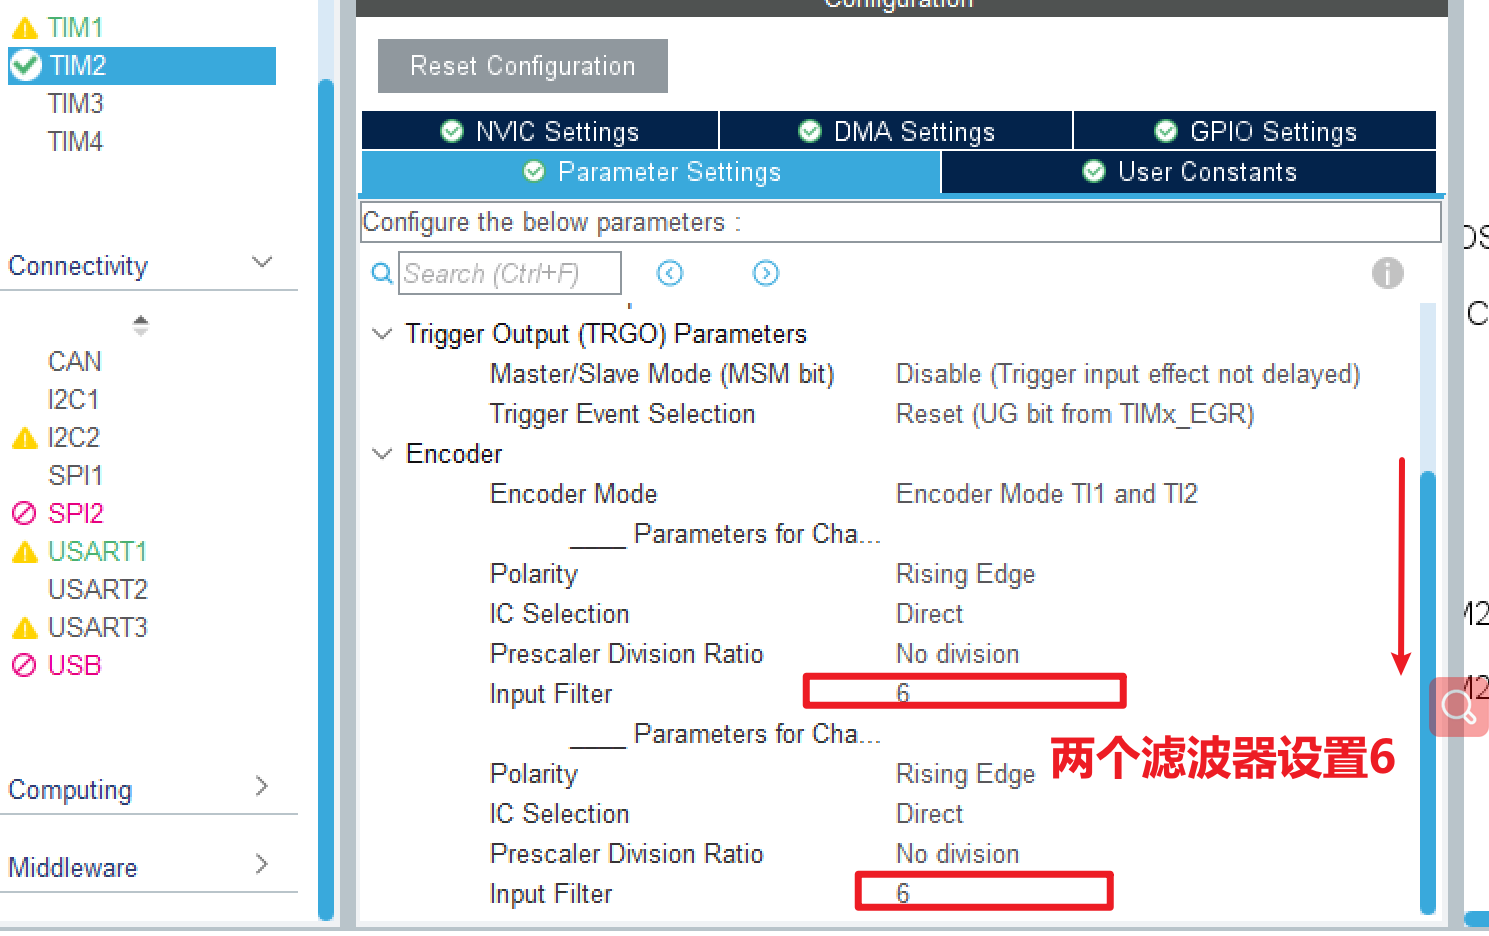 Configuration
TIM1
TIM2
TIM3
TIM4
Connectivity
CAN
I2C1
I2C2
SPI1
SPI2
USART1
USART2
USART3
USB
Computing
Middleware
Reset Configuration
NVIC Settings
DMA Settings
GPIO Settings
Parameter Settings
User Constants
Configure the below parameters :
Search (Ctrl+F)
Trigger Output (TRGO) Parameters
Master/Slave Mode (MSM bit) Disable (Trigger input effect not delayed)
Trigger Event Selection Reset (UG bit from TIMx_EGR)
Encoder
Encoder Mode Encoder Mode TI1 and TI2
____ Parameters for Cha...
Polarity Rising Edge
IC Selection Direct
Prescaler Division Ratio No division
Input Filter 6
____ Parameters for Cha...
Polarity Rising Edge
IC Selection Direct
Prescaler Division Ratio No division
Input Filter 6
两个滤波器设置6